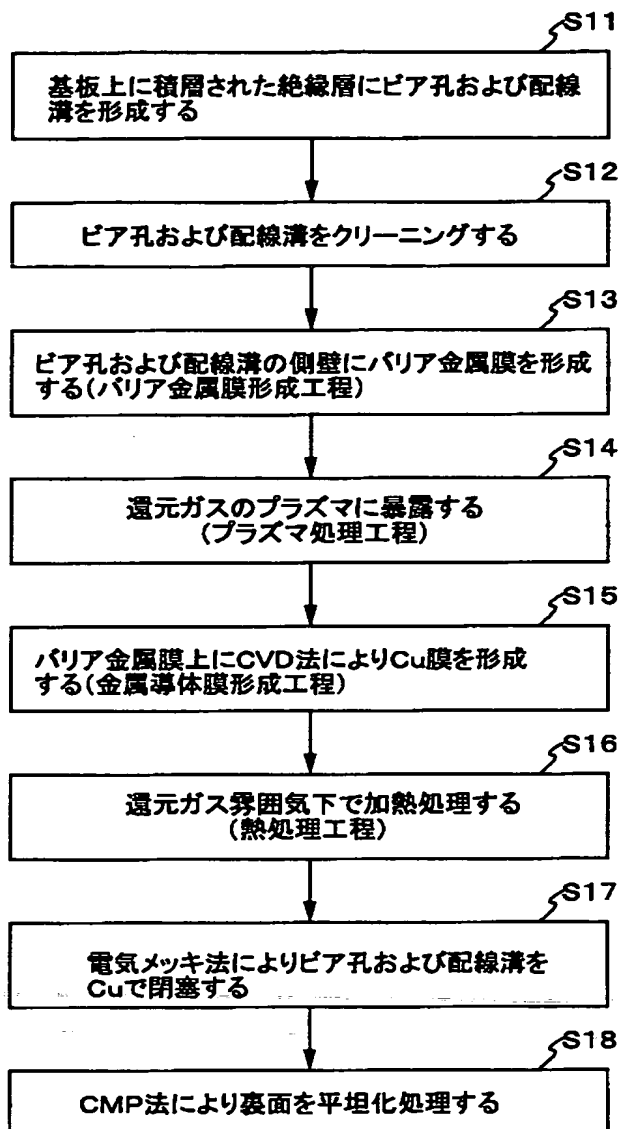 S11
基板上に積層された絶縁層にビア孔および配線
溝を形成する
S12
ビア孔および配線溝をクリーニングする
S13
ビア孔および配線溝の側壁にバリア金属膜を形成
する(バリア金属膜形成工程)
S14
還元ガスのプラズマに暴露する
(プラズマ処理工程)
S15
バリア金属膜上にCVD法によりCu膜を形成
する(金属導体膜形成工程)
S16
還元ガス雰囲気下で加熱処理する
(熱処理工程)
S17
電気メッキ法によりビア孔および配線溝を
Cuで閉塞する
S18
CMP法により裏面を平坦化処理する